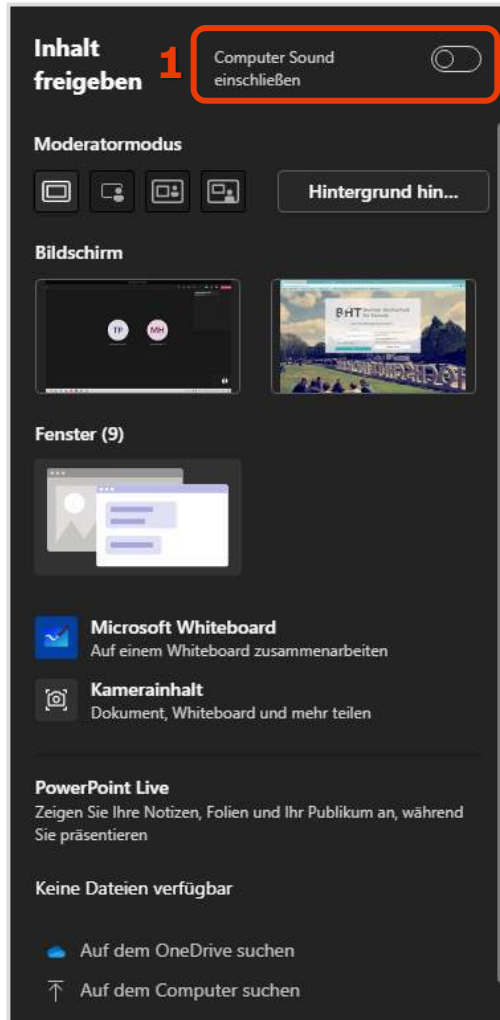 Inhalt
freigeben
1
Computer Sound
einschließen
Moderatormodus
Hintergrund hin...
Bildschirm
TP
MH
BHT
Fenster (9)
Microsoft Whiteboard
Auf einem Whiteboard zusammenarbeiten
Kamerainhalt
Dokument, Whiteboard und mehr teilen
PowerPoint Live
Zeigen Sie Ihre Notizen, Folien und Ihr Publikum an, während
Sie präsentieren
Keine Dateien verfügbar
Auf dem OneDrive suchen
Auf dem Computer suchen